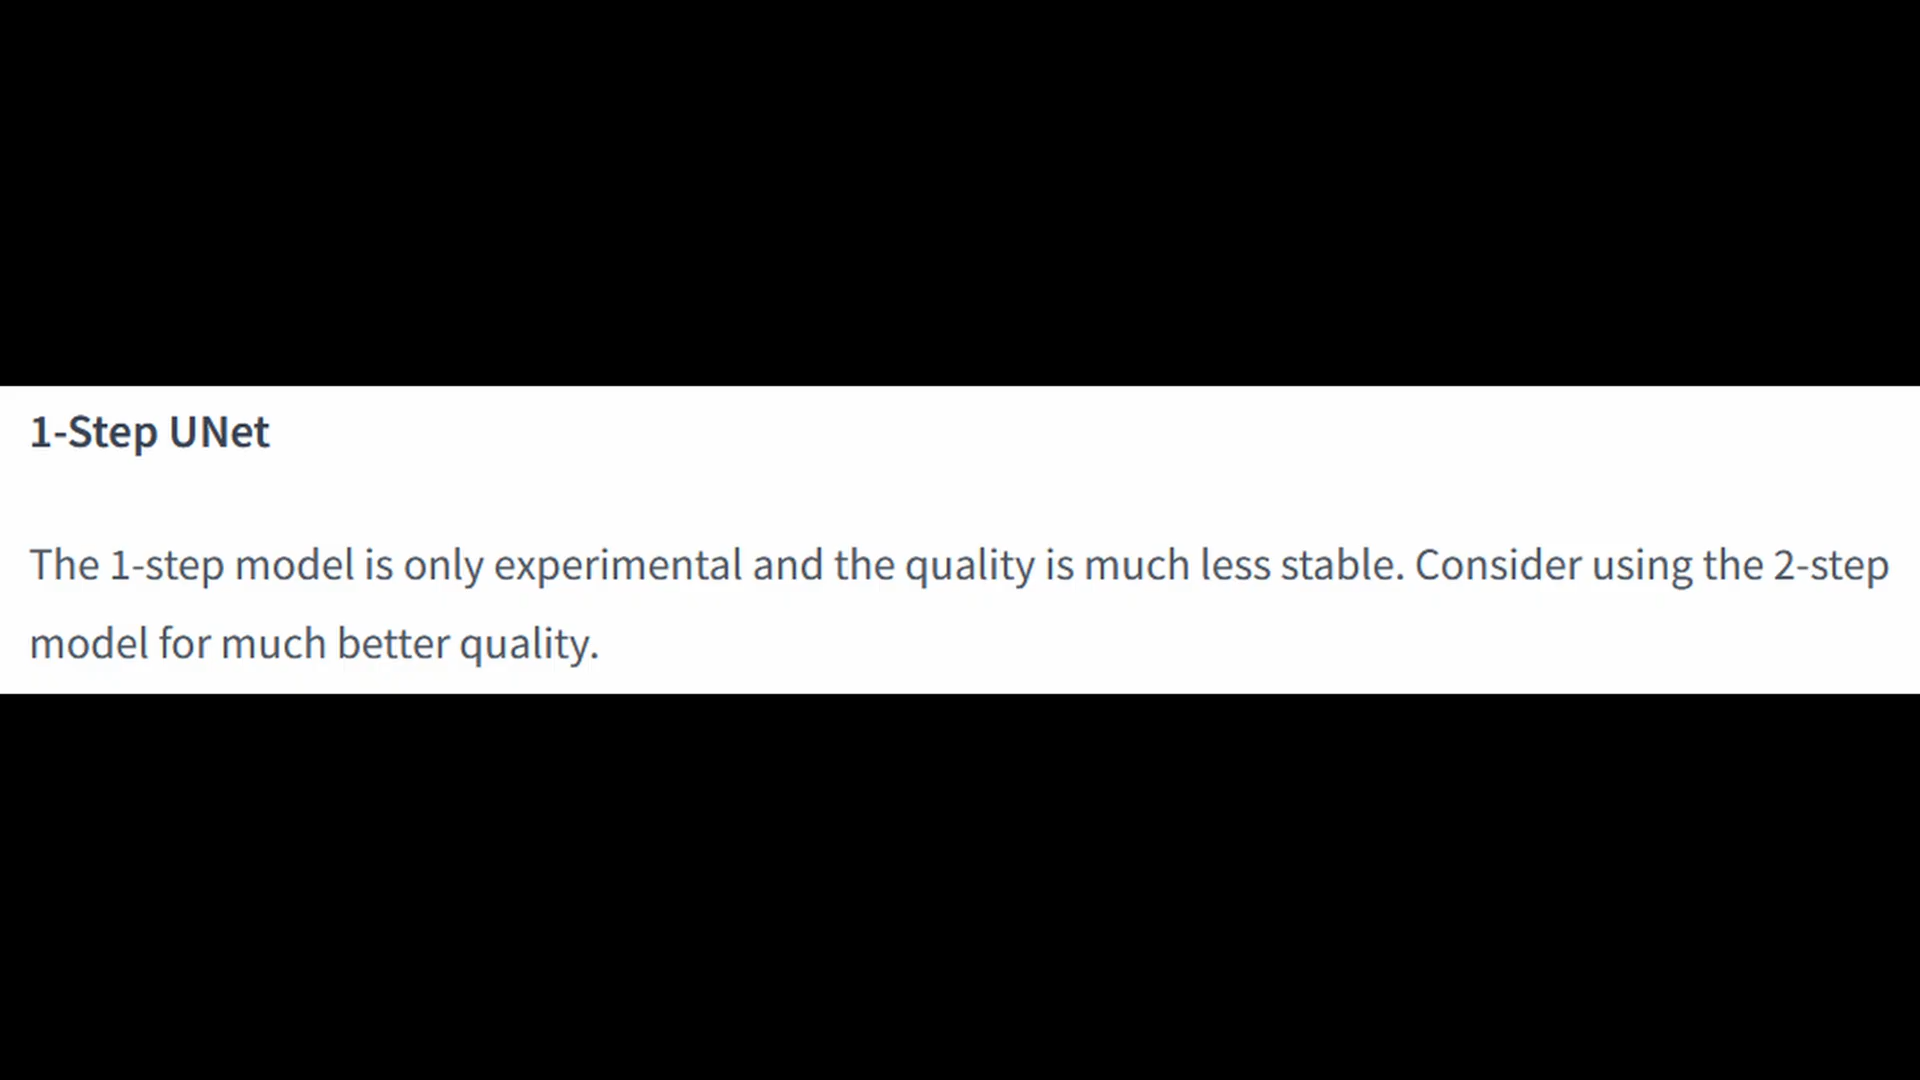 1-Step UNet
The 1-step model is only experimental and the quality is much less stable. Consider using the 2-step
model for much better quality.